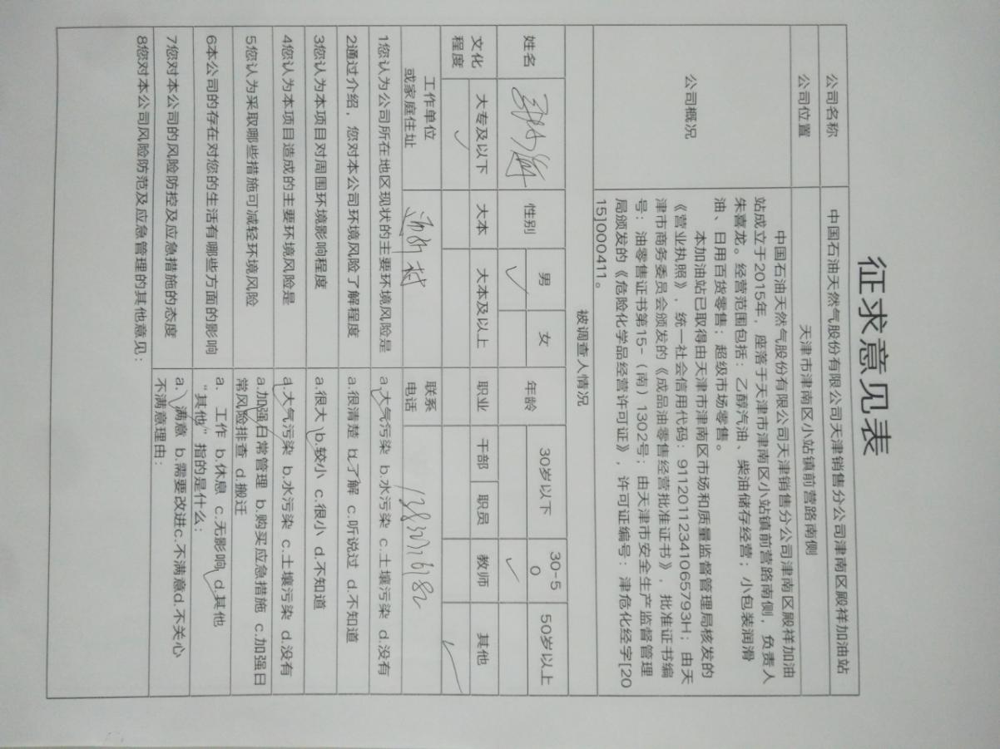 征求意见表
公司名称 中国石油天然气股份有限公司天津销售分公司津南区殿祥加油站
公司位置 天津市津南区小站镇前营路南侧
公司概况
中国石油天然气股份有限公司天津销售分公司津南区殿祥加油
站成立于2015年，座落于天津市津南区小站镇前营路南侧，负责人
朱喜龙。经营范围包括：乙醇汽油、柴油储存经营；小包装润滑
油、日用百货零售；超级市场零售。
本加油站已取得由天津市津南区市场和质量监督管理局核发的
《营业执照》，统一社会信用代码：91120112341065793H；由天
津市商务委员会颁发的《成品油零售经营批准证书》，批准证书编
号：油零售证书第15-（南）1302号；由天津市安全生产监督管理
局颁发的《危险化学品经营许可证》，许可证编号：津危化经字[20
15]000411。
被调查人情况
姓名 性别 男 女 年龄 30岁以下 30-5 50岁以上
0
✓ ✓
文化 大专及以下 大本 大本及以上 职业 干部 职员 教师 其他
程度 ✓ ✓
工作单位 联系
或家庭住址 电话
1您认为公司所在地区现状的主要环境风险是 a.大气污染 b.水污染 c.土壤污染 d.没有
2通过介绍，您对本公司环境风险了解程度 a.很清楚 b.了解 c.听说过 d.不知道
3您认为本项目对周围环境影响程度 a.很大 b.较小 c.很小 d.不知道
4您认为本项目造成的主要环境风险是 a.大气污染 b.水污染 c.土壤污染 d.没有
5您认为采取哪些措施可减轻环境风险 a.加强日常管理 b.购买应急措施 c.加强日
常风险排查 d.搬迁
6本公司的存在对您的生活有哪些方面的影响 a. 工作 b.休息 c.无影响 d.其他
“其他”指的是什么：
7您对本公司的风险防控及应急措施的态度 a. 满意 b.需要改进c.不满意d.不关心
不满意理由：
8您对本公司风险防范及应急管理的其他意见：